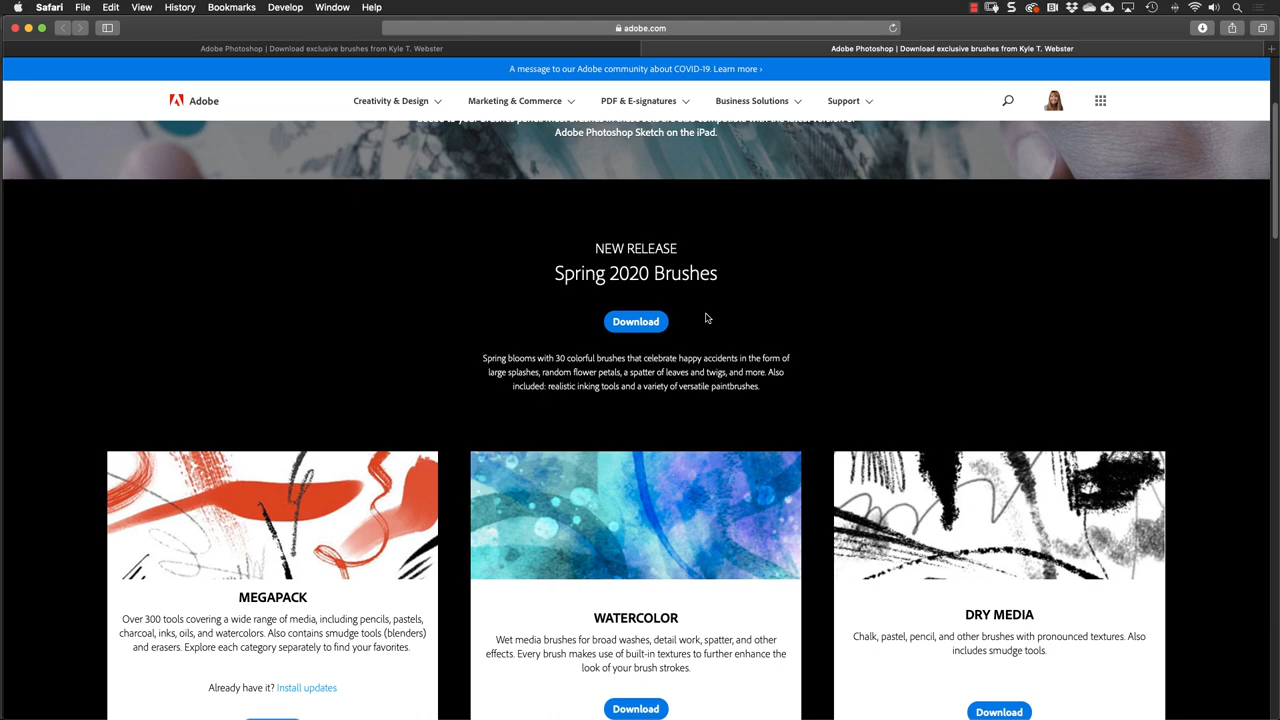 Safari File Edit View History Bookmarks Develop Window Help
adobe.com
Adobe Photoshop | Download exclusive brushes from Kyle T. Webster
Adobe Photoshop | Download exclusive brushes from Kyle T. Webster
A message to our Adobe community about COVID-19. Learn more ›
Adobe
Creativity & Design
Marketing & Commerce
PDF & E-signatures
Business Solutions
Support
Adobe Photoshop Sketch on the iPad.
NEW RELEASE
Spring 2020 Brushes
Download
Spring blooms with 30 colorful brushes that celebrate happy accidents in the form of
large splashes, random flower petals, a spatter of leaves and twigs, and more. Also
included: realistic inking tools and a variety of versatile paintbrushes.
MEGAPACK
Over 300 tools covering a wide range of media, including pencils, pastels,
charcoal, inks, oils, and watercolors. Also contains smudge tools (blenders)
and erasers. Explore each category separately to find your favorites.
Already have it? Install updates
WATERCOLOR
Wet media brushes for broad washes, detail work, spatter, and other
effects. Every brush makes use of built-in textures to further enhance the
look of your brush strokes.
Download
DRY MEDIA
Chalk, pastel, pencil, and other brushes with pronounced textures. Also
includes smudge tools.
Download